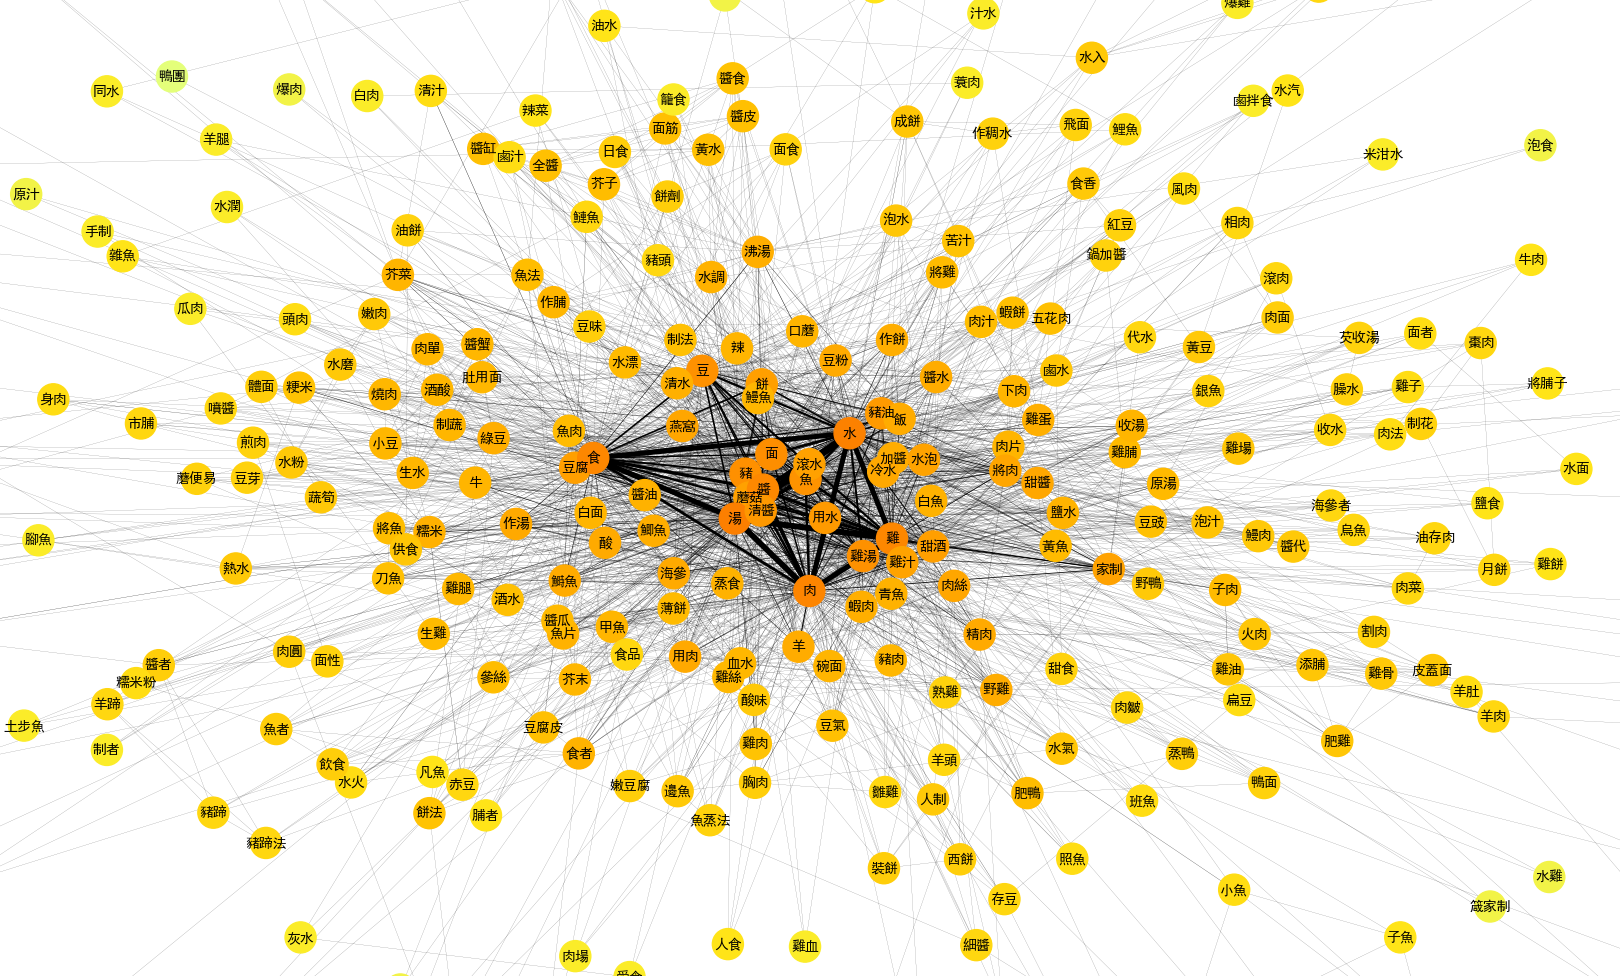 爆雞
汁水
油水
水入
鴨團
醬食
同水
爆肉
白肉
清汁
籠食
蓑肉
水汽
鹵拌食
辣菜
醬皮
成餅
飛面
鯉魚
面筋
作稠水
羊腿
醬缸
鹵汁
全醬
日食
黃水
面食
米泔水
泡食
芥子
餅劑
食香
風肉
原汁
水潤
鰱魚
泡水
紅豆
相肉
手制
油餅
苦汁
雜魚
豬頭
沸湯
鍋加醬
牛肉
芥菜
魚法
水調
將雞
滾肉
作脯
瓜肉
頭肉
嫩肉
豆味
肉汁
蝦餅
五花肉
肉面
制法
口蘑
作餅
代水
芡收湯
面者
肉單
醬蟹
辣
黃豆
棗肉
水磨
水漂
豆粉
豆
鹵水
肚用面
清水
餅
醬水
體面
粳米
燒肉
酒酸
鰻魚
下肉
銀魚
臊水
雞子
將脯子
身肉
噴醬
豬油
飯
市脯
制蔬
燕窩
雞蛋
收湯
收水
肉法
制花
煎肉
小豆
綠豆
魚肉
水
肉片
雞脯
雞場
水粉
食
面
滾水
加醬
水泡
豆腐
冷水
將肉
水面
蘑便易
豆芽
生水
牛
豬
魚
甜醬
原湯
蔬筍
醬油
蘑菇
醬
白魚
海參者
鹽食
白面
清醬
湯
用水
鹽水
豆豉
泡汁
將魚
糯米
作湯
鯽魚
烏魚
腳魚
供食
酸
雞
甜酒
黃魚
鰻肉
醬代
油存肉
熱水
雞湯
雞汁
家制
月餅
雞餅
刀魚
雞腿
鱘魚
海參
蒸食
肉
青魚
肉絲
野鴨
子肉
肉菜
酒水
薄餅
蝦肉
醬瓜
魚片
甲魚
生雞
精肉
火肉
割肉
肉圓
面性
食品
用肉
血水
羊
碗面
豬肉
醬者
甜食
雞油
添脯
雞骨
皮蓋面
糯米粉
參絲
芥末
雞絲
熟雞
野雞
羊肚
羊蹄
酸味
肉皺
扁豆
羊肉
土步魚
魚者
豆腐皮
豆氣
制者
食者
雞肉
水氣
肥雞
飲食
水火
凡魚
赤豆
嫩豆腐
胸肉
羊頭
蒸鴨
鴨面
邊魚
雛雞
人制
肥鴨
班魚
豬蹄
餅法
脯者
魚蒸法
豬蹄法
裝餅
西餅
照魚
水雞
存豆
小魚
箴家制
灰水
肉場
人食
雞血
細醬
子魚
受食